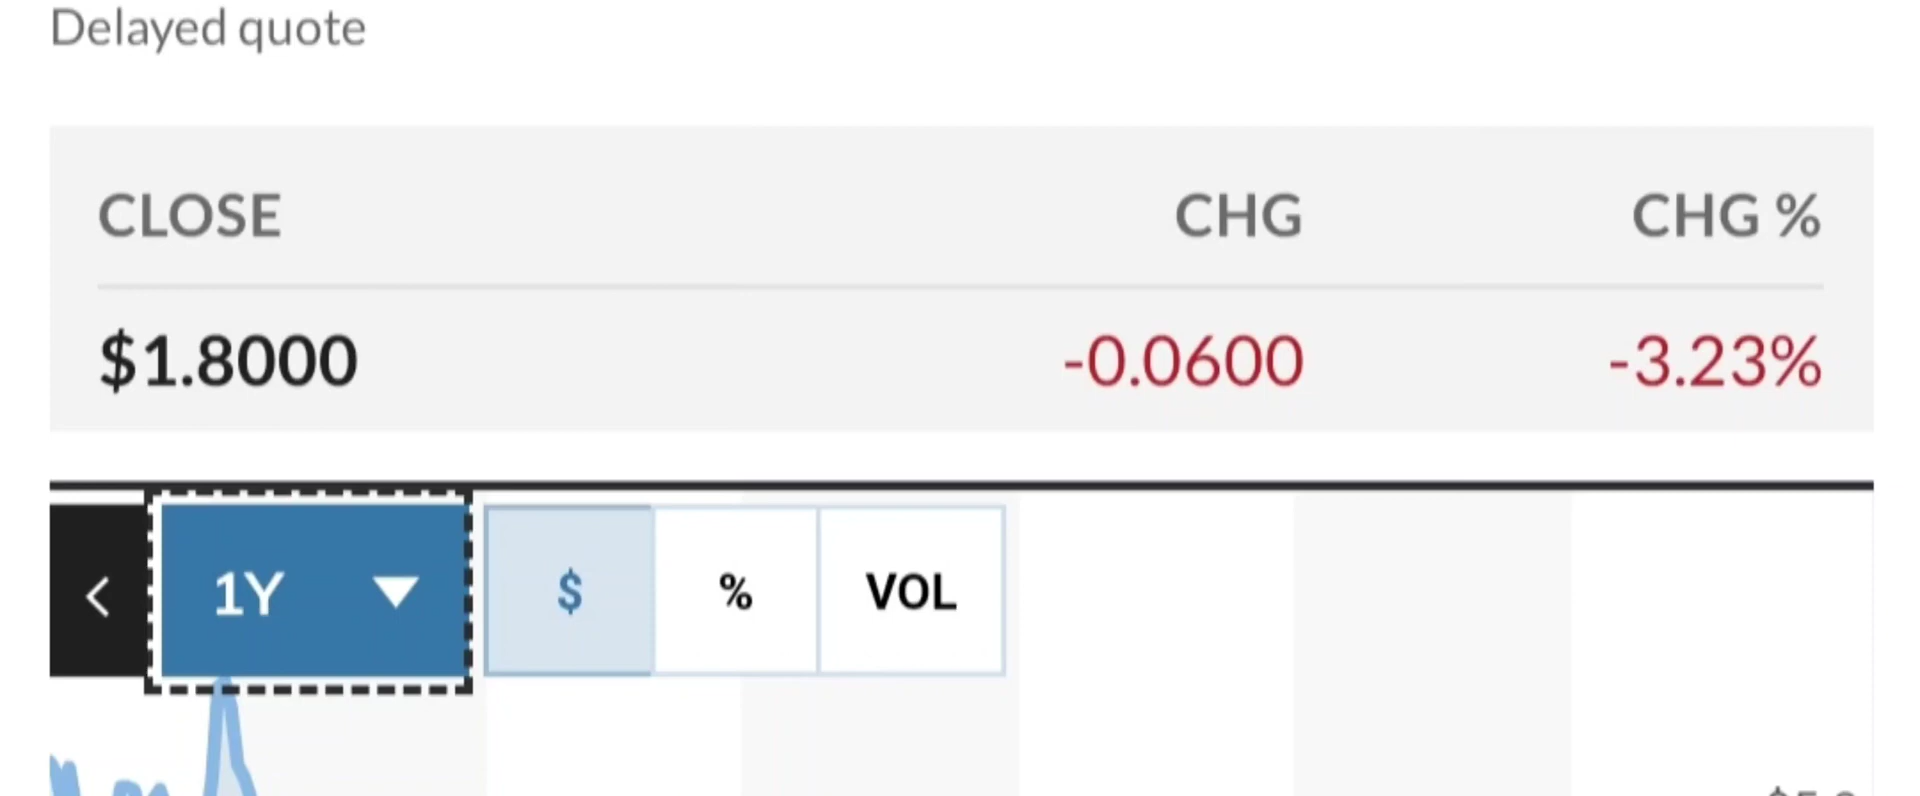 Delayed quote
CLOSE CHG CHG %
$1.8000 -0.0600 -3.23%
1Y $ % VOL